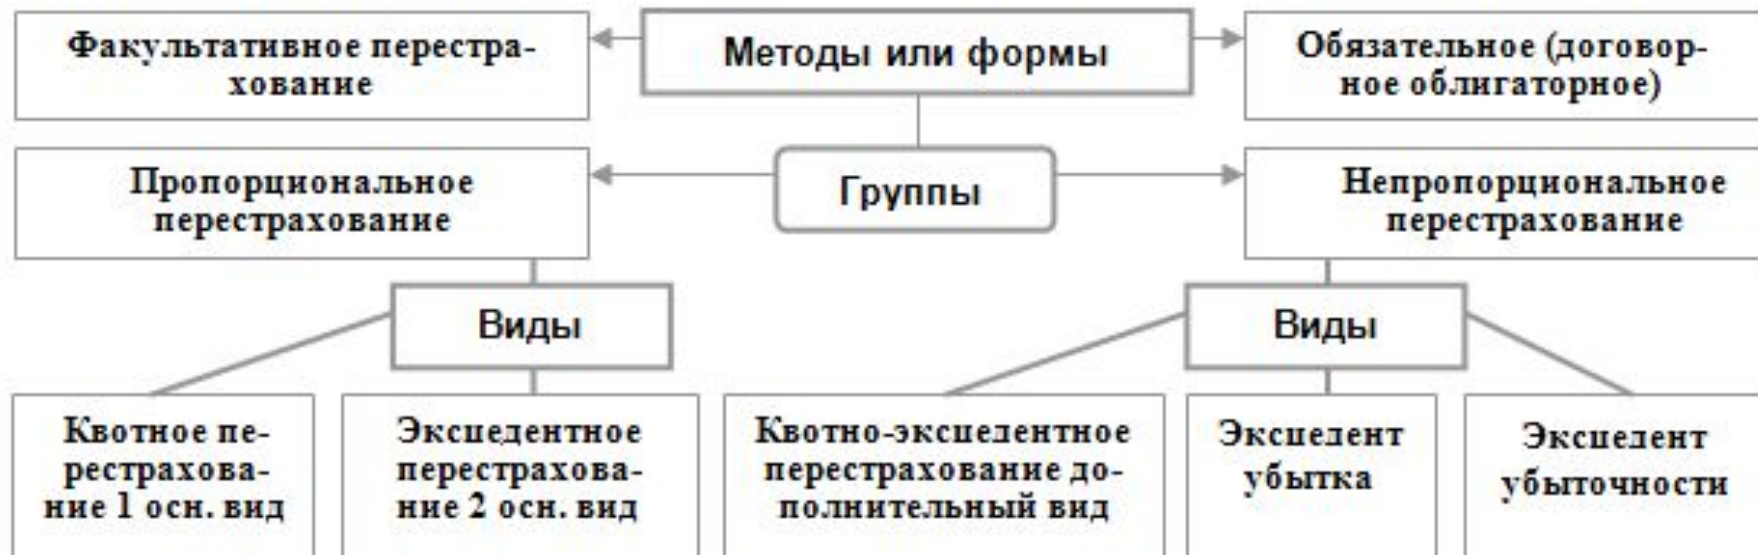 Факультативное перестра-
хование
Методы или формы
Обязательное (договор-
ное облигаторное)
Пропорциональное
перестрахование
Группы
Непропорциональное
перестрахование
Виды
Виды
Квотное пе-
рестрахова-
ние 1 осн. вид
Эксцедентное
перестрахова-
ние 2 осн. вид
Квотно-эксцедентное
перестрахование до-
полнительный вид
Эксцедент
убытка
Эксцедент
убыточности